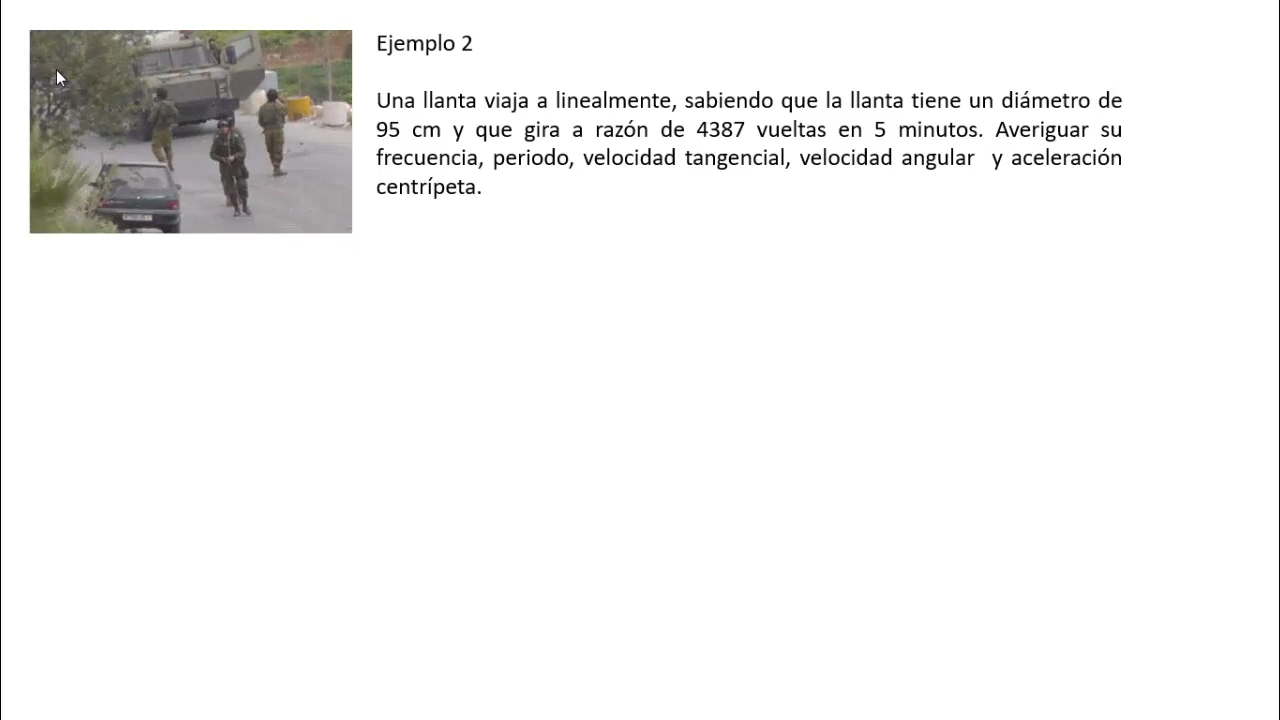 Ejemplo 2
Una llanta viaja a linealmente, sabiendo que la llanta tiene un diámetro de
95 cm y que gira a razón de 4387 vueltas en 5 minutos. Averiguar su
frecuencia, periodo, velocidad tangencial, velocidad angular y aceleración
centrípeta.